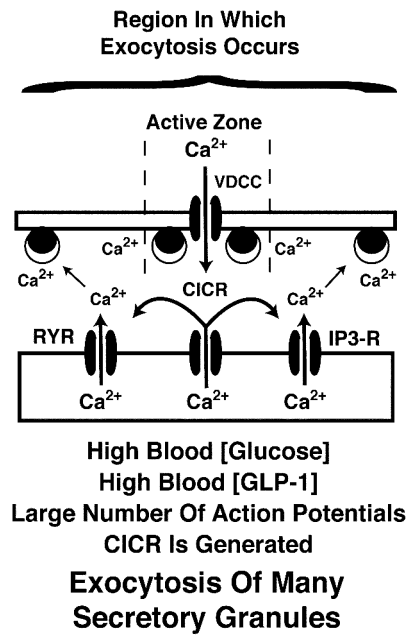 Region In Which
Exocytosis Occurs
Active Zone
Ca2+
VDCC
Ca2+
Ca2+
Ca2+
Ca2+
Ca2+
CICR
Ca2+
RYR
IP3-R
Ca2+
Ca2+
Ca2+
High Blood [Glucose]
High Blood [GLP-1]
Large Number Of Action Potentials
CICR Is Generated
Exocytosis Of Many
Secretory Granules